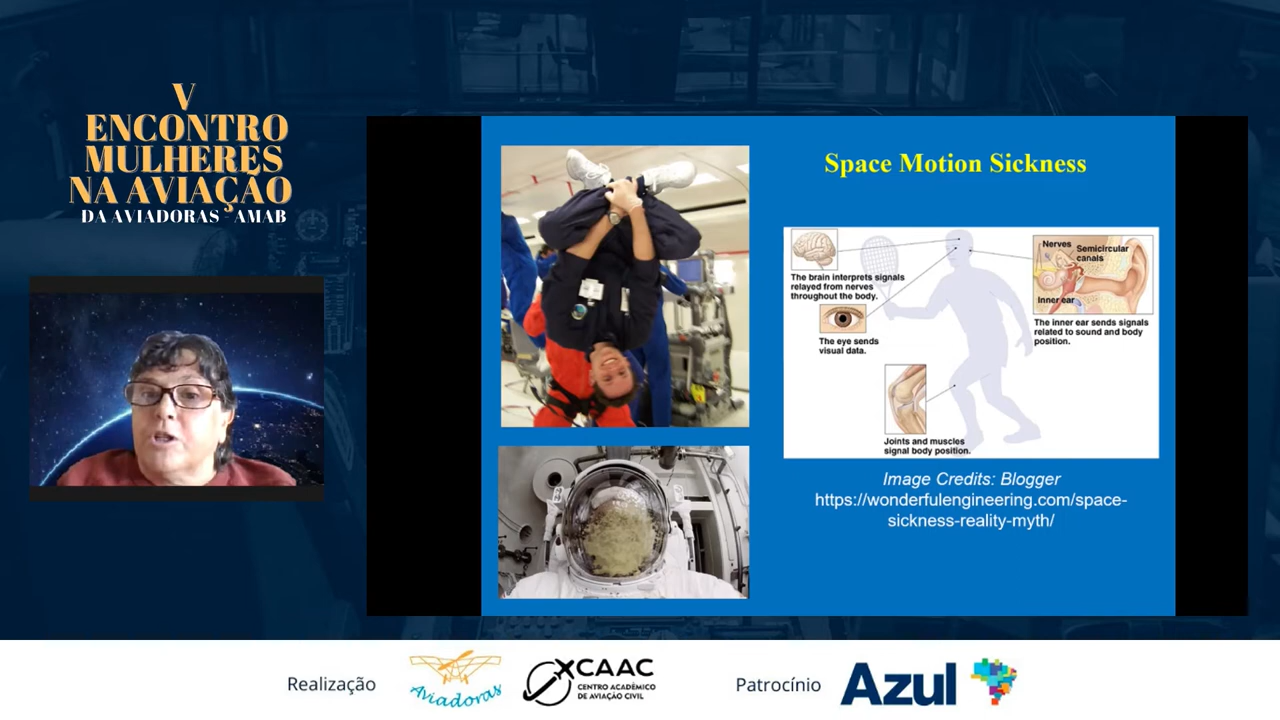 V
ENCONTRO
MULHERES
NA AVIAÇÃO
DA AVIADORAS - AMAB
Space Motion Sickness
The brain interprets signals
relayed from nerves
throughout the body.
The eye sends
visual data.
Joints and muscles
signal body position.
Nerves
Semicircular
canals
Inner ear
The inner ear sends signals
related to sound and body
position.
Image Credits: Blogger
https://wonderfulengineering.com/space-
sickness-reality-myth/
Realização
Aviadoras
CAAC
CENTRO ACADÊMICO
DE AVIAÇÃO CIVIL
Patrocínio
Azul